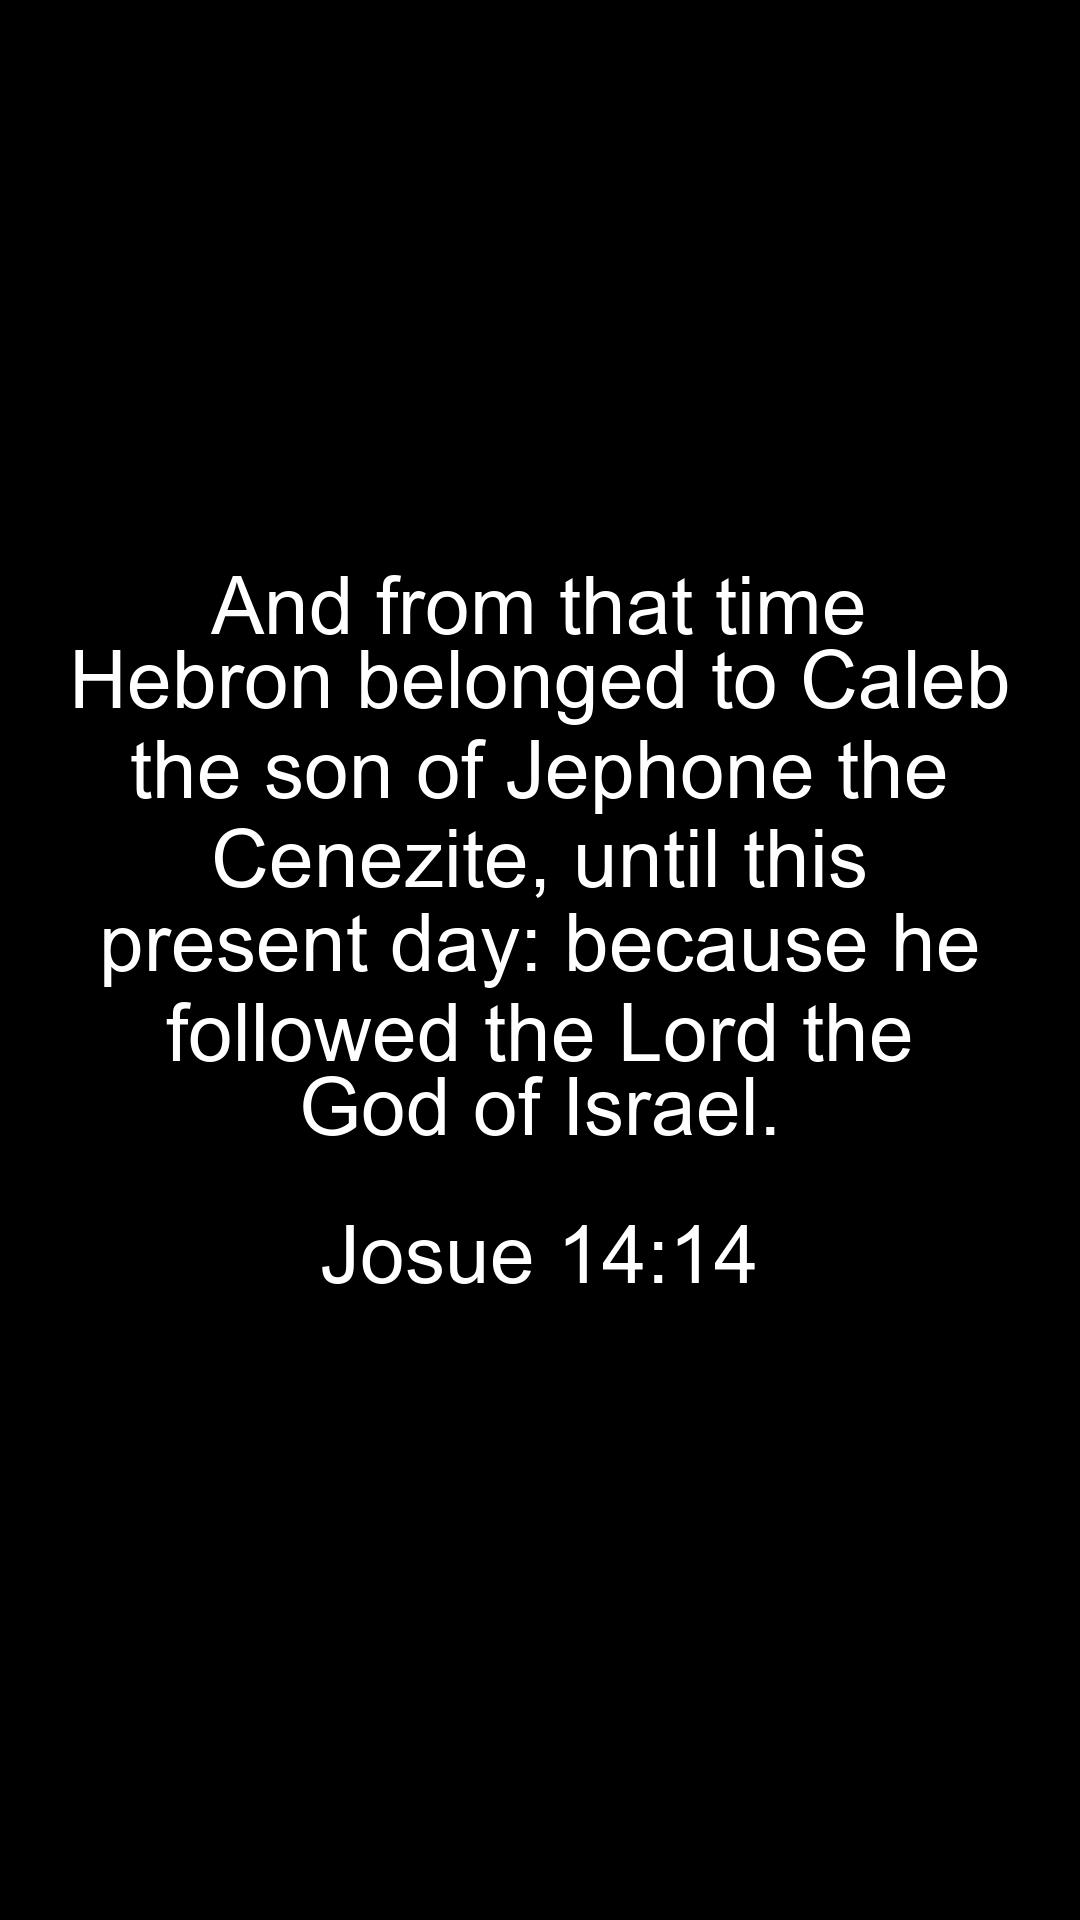 And from that time
Hebron belonged to Caleb
the son of Jephone the
Cenezite, until this
present day: because he
followed the Lord the
God of Israel.
Josue 14:14